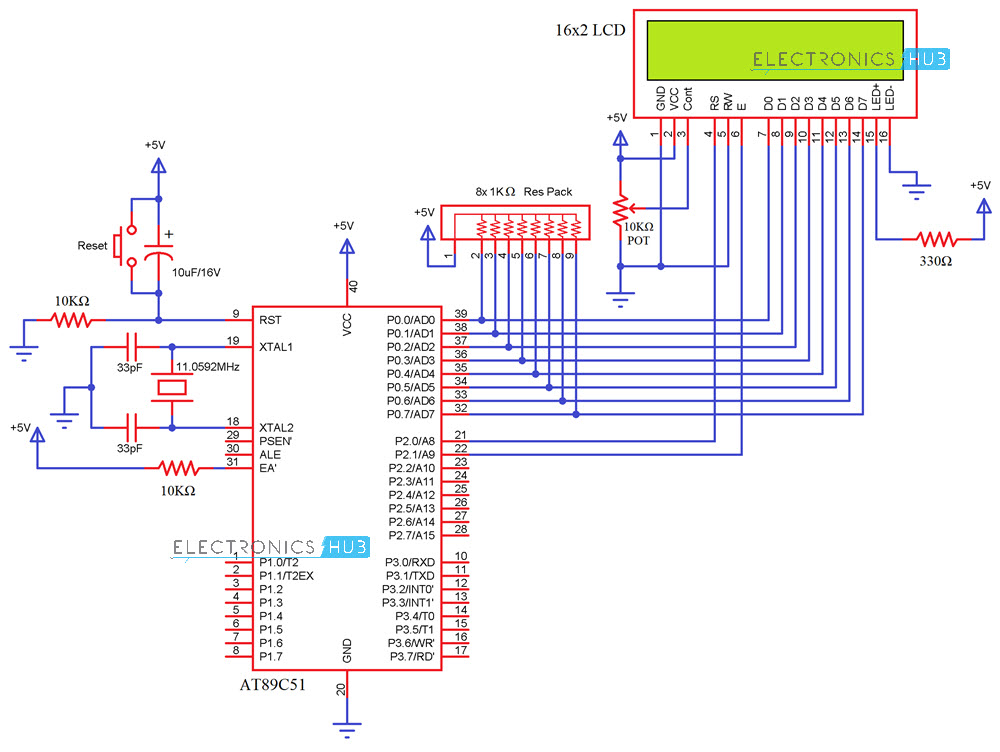 16x2 LCD
ELECTRONICS HUB
GND VCC Cont RS RW E D0 D1 D2 D3 D4 D5 D6 D7 LED+ LED-
1 2 3 4 5 6 7 8 9 10 11 12 13 14 15 16
+5V
+5V
+5V
10KΩ
POT
330Ω
8x 1KΩ Res Pack
+5V
1 2 3 4 5 6 7 8 9
+5V
Reset
+
10uF/16V
+5V
40
VCC
10KΩ
9 RST
19 XTAL1
33pF
11.0592MHz
33pF
18 XTAL2
29 PSEN'
30 ALE
31 EA'
+5V
10KΩ
P0.0/AD0 39
P0.1/AD1 38
P0.2/AD2 37
P0.3/AD3 36
P0.4/AD4 35
P0.5/AD5 34
P0.6/AD6 33
P0.7/AD7 32
P2.0/A8 21
P2.1/A9 22
P2.2/A10 23
P2.3/A11 24
P2.4/A12 25
P2.5/A13 26
P2.6/A14 27
P2.7/A15 28
ELECTRONICS HUB
1 P1.0/T2
2 P1.1/T2EX
3 P1.2
4 P1.3
5 P1.4
6 P1.5
7 P1.6
8 P1.7
P3.0/RXD 10
P3.1/TXD 11
P3.2/INT0' 12
P3.3/INT1' 13
P3.4/T0 14
P3.5/T1 15
P3.6/WR' 16
P3.7/RD' 17
GND
20
AT89C51